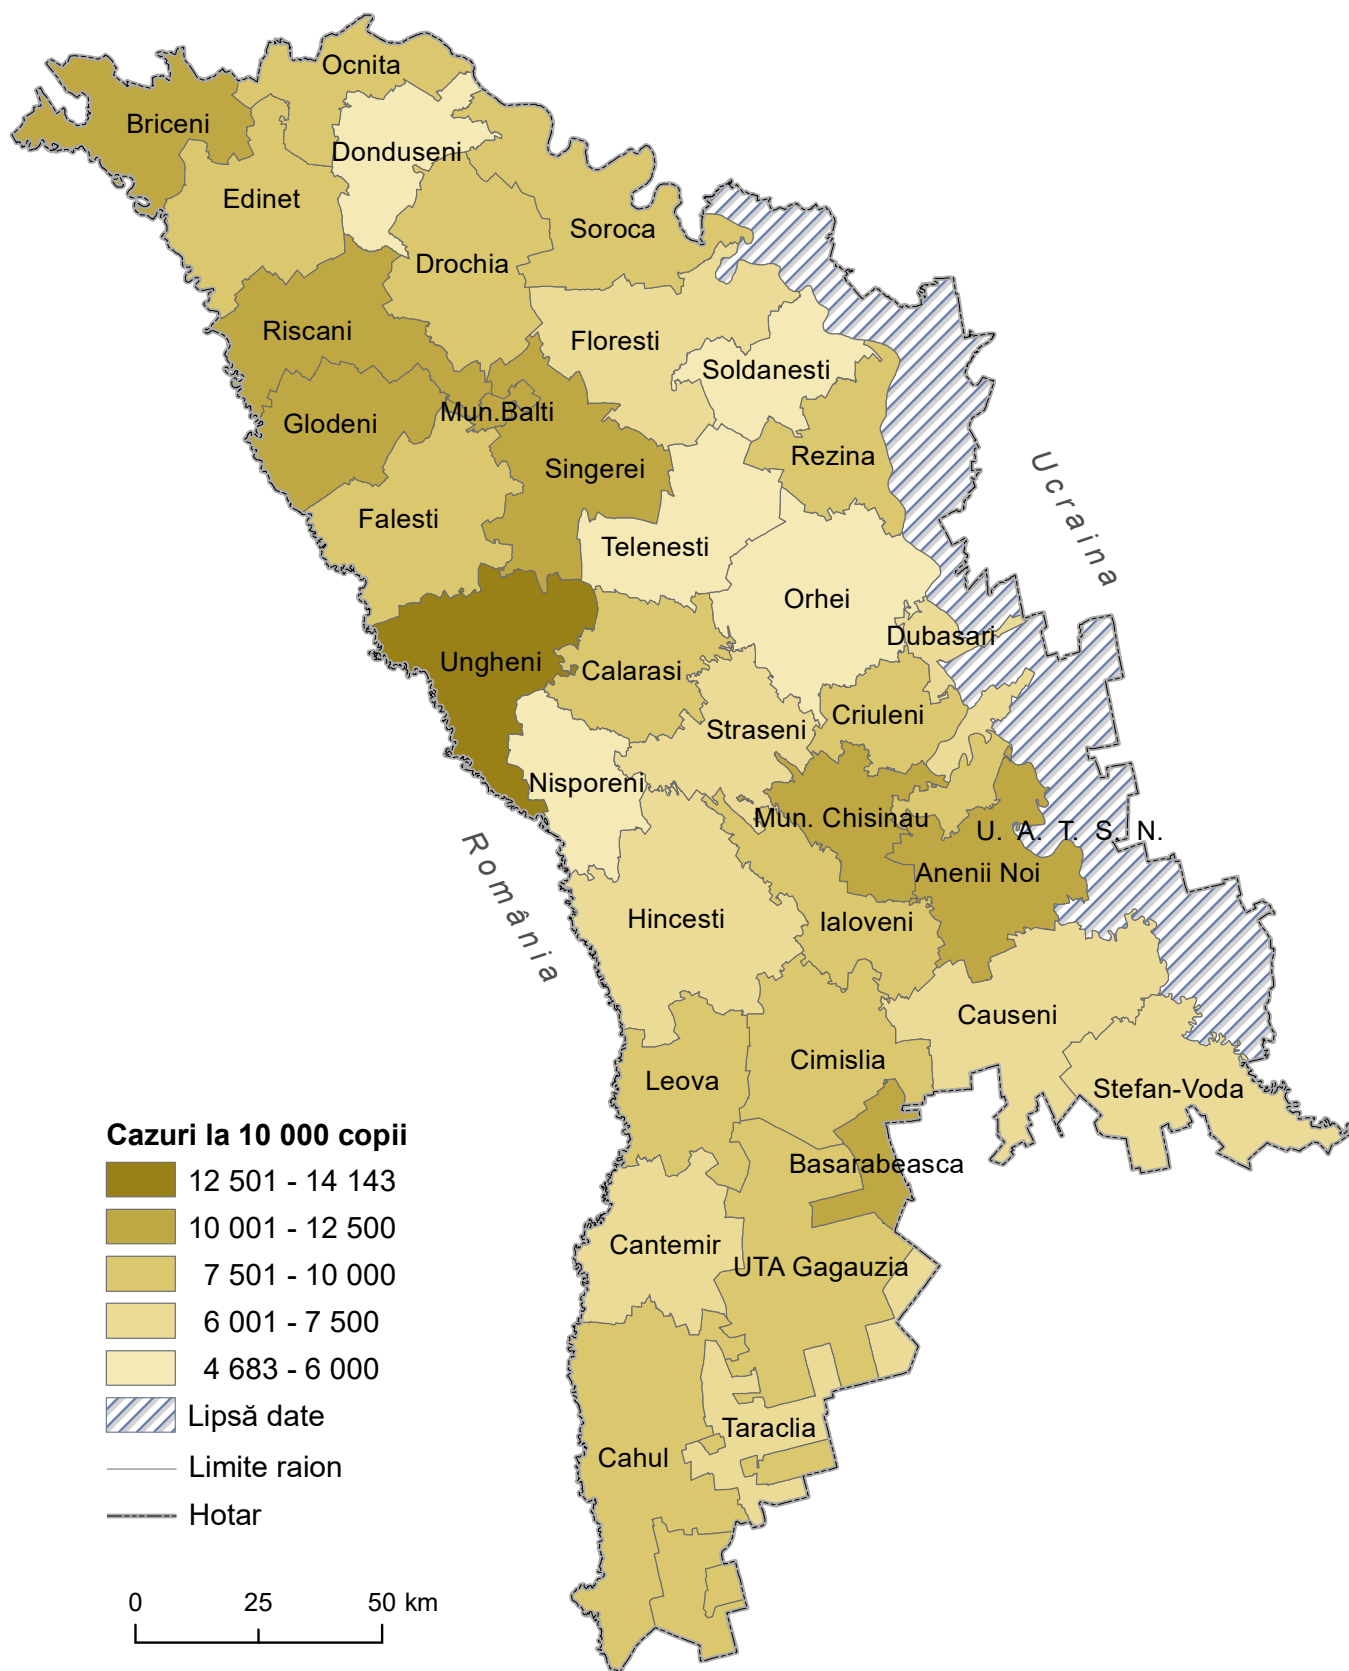 Ocnita
Briceni
Donduseni
Edinet
Soroca
Drochia
Riscani
Floresti
Soldanesti
Mun.Balti
Glodeni
Rezina
Singerei
Falesti
Ucraina
Telenesti
Orhei
Dubasari
Ungheni
Calarasi
Criuleni
Straseni
Nisporeni
Mun. Chisinau
U. A. T. S. N.
Anenii Noi
România
Hincesti
Ialoveni
Causeni
Cimislia
Leova
Stefan-Voda
Basarabeasca
Cantemir
UTA Gagauzia
Taraclia
Cahul
Cazuri la 10 000 copii
12 501 - 14 143
10 001 - 12 500
7 501 - 10 000
6 001 - 7 500
4 683 - 6 000
Lipsă date
Limite raion
Hotar
0 25 50 km